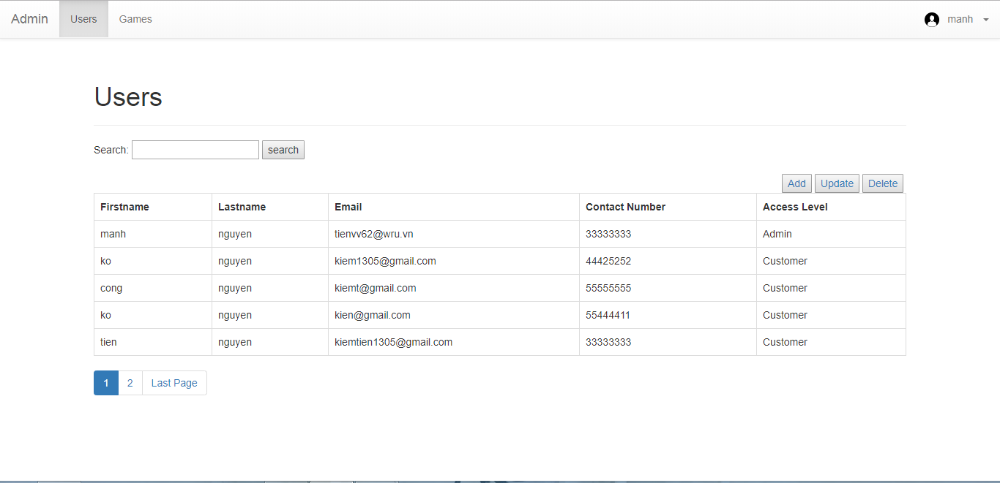 Admin Users Games manh
Users
Search: search
Add Update Delete
Firstname Lastname Email Contact Number Access Level
manh nguyen tienvv62@wru.vn 33333333 Admin
ko nguyen kiem1305@gmail.com 44425252 Customer
cong nguyen kiemt@gmail.com 55555555 Customer
ko nguyen kien@gmail.com 55444411 Customer
tien nguyen kiemtien1305@gmail.com 33333333 Customer
1 2 Last Page